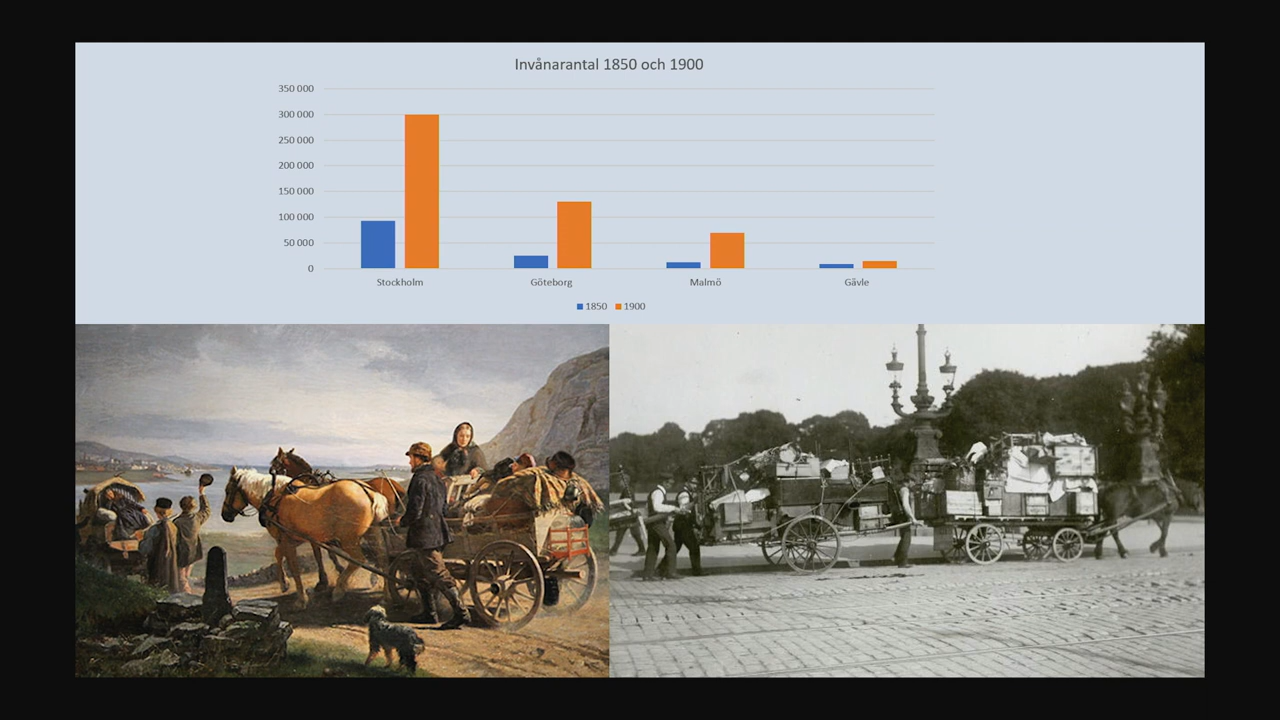 Invånarantal 1850 och 1900
350 000
300 000
250 000
200 000
150 000
100 000
50 000
0
Stockholm
Göteborg
Malmö
Gävle
1850
1900